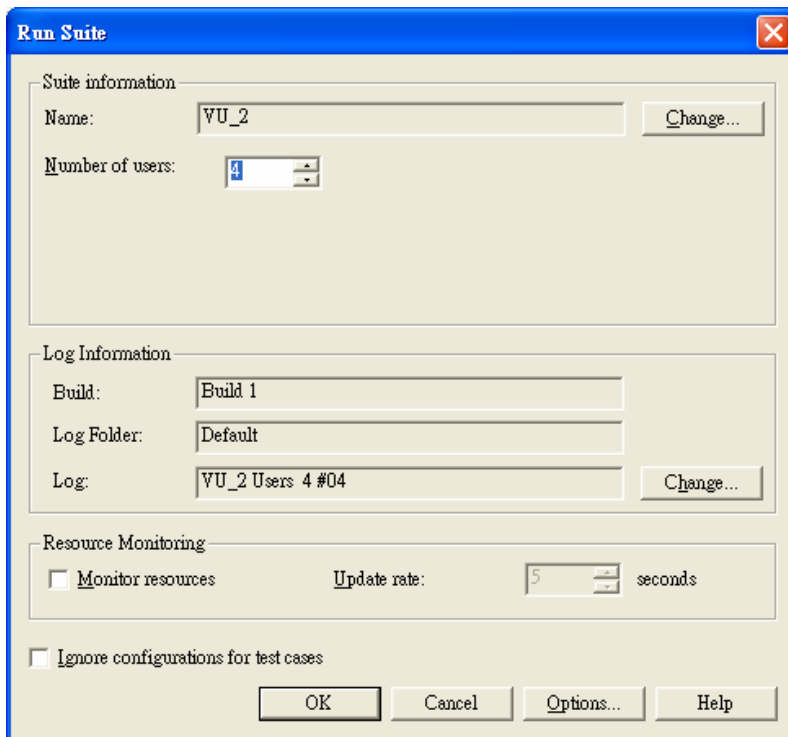 Run Suite
Suite information
Name: VU_2 Change...
Number of users: 4
Log Information
Build: Build 1
Log Folder: Default
Log: VU_2 Users 4 #04 Change...
Resource Monitoring
Monitor resources Update rate: 5 seconds
Ignore configurations for test cases
OK Cancel Options... Help